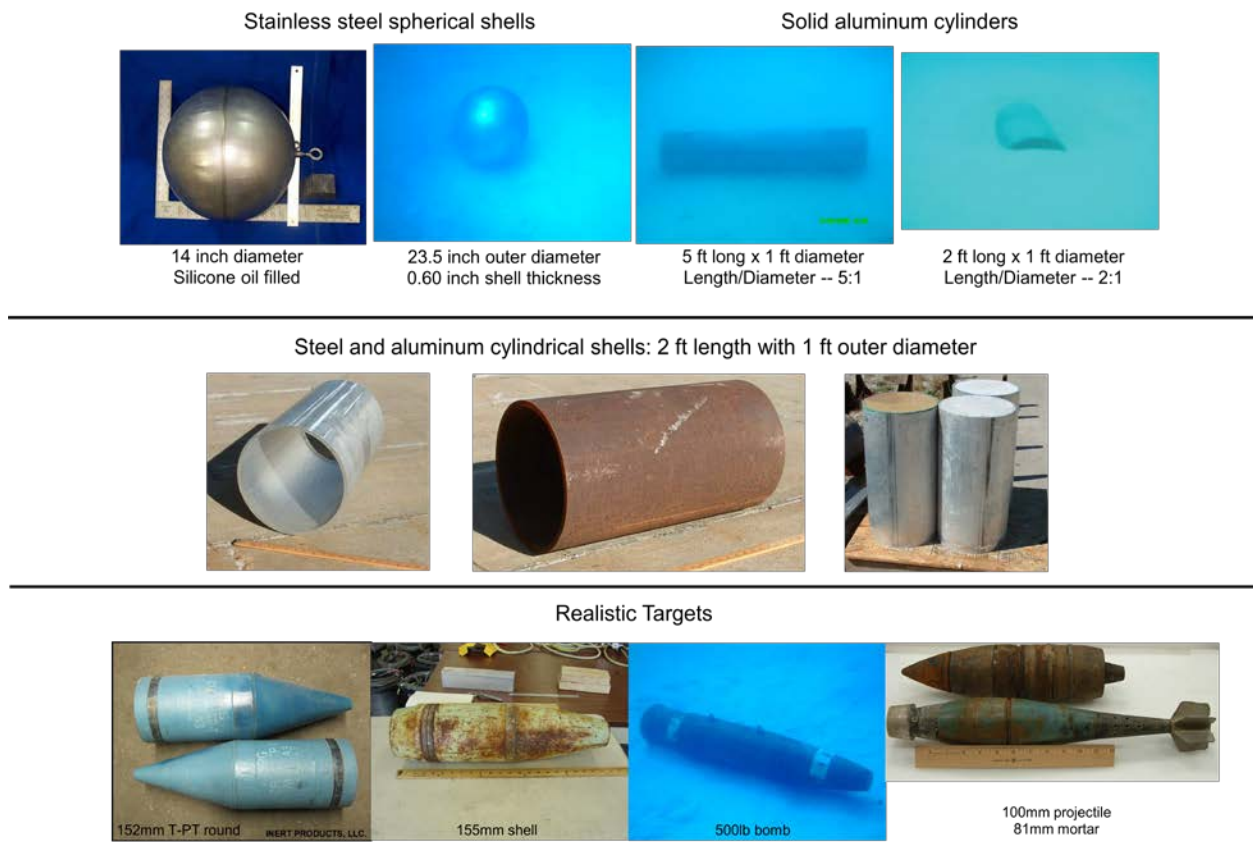 Stainless steel spherical shells
Solid aluminum cylinders
14 inch diameter
Silicone oil filled
23.5 inch outer diameter
0.60 inch shell thickness
5 ft long x 1 ft diameter
Length/Diameter -- 5:1
2 ft long x 1 ft diameter
Length/Diameter -- 2:1
Steel and aluminum cylindrical shells: 2 ft length with 1 ft outer diameter
Realistic Targets
152mm T-PT round
INERT PRODUCTS, LLC.
155mm shell
500lb bomb
100mm projectile
81mm mortar